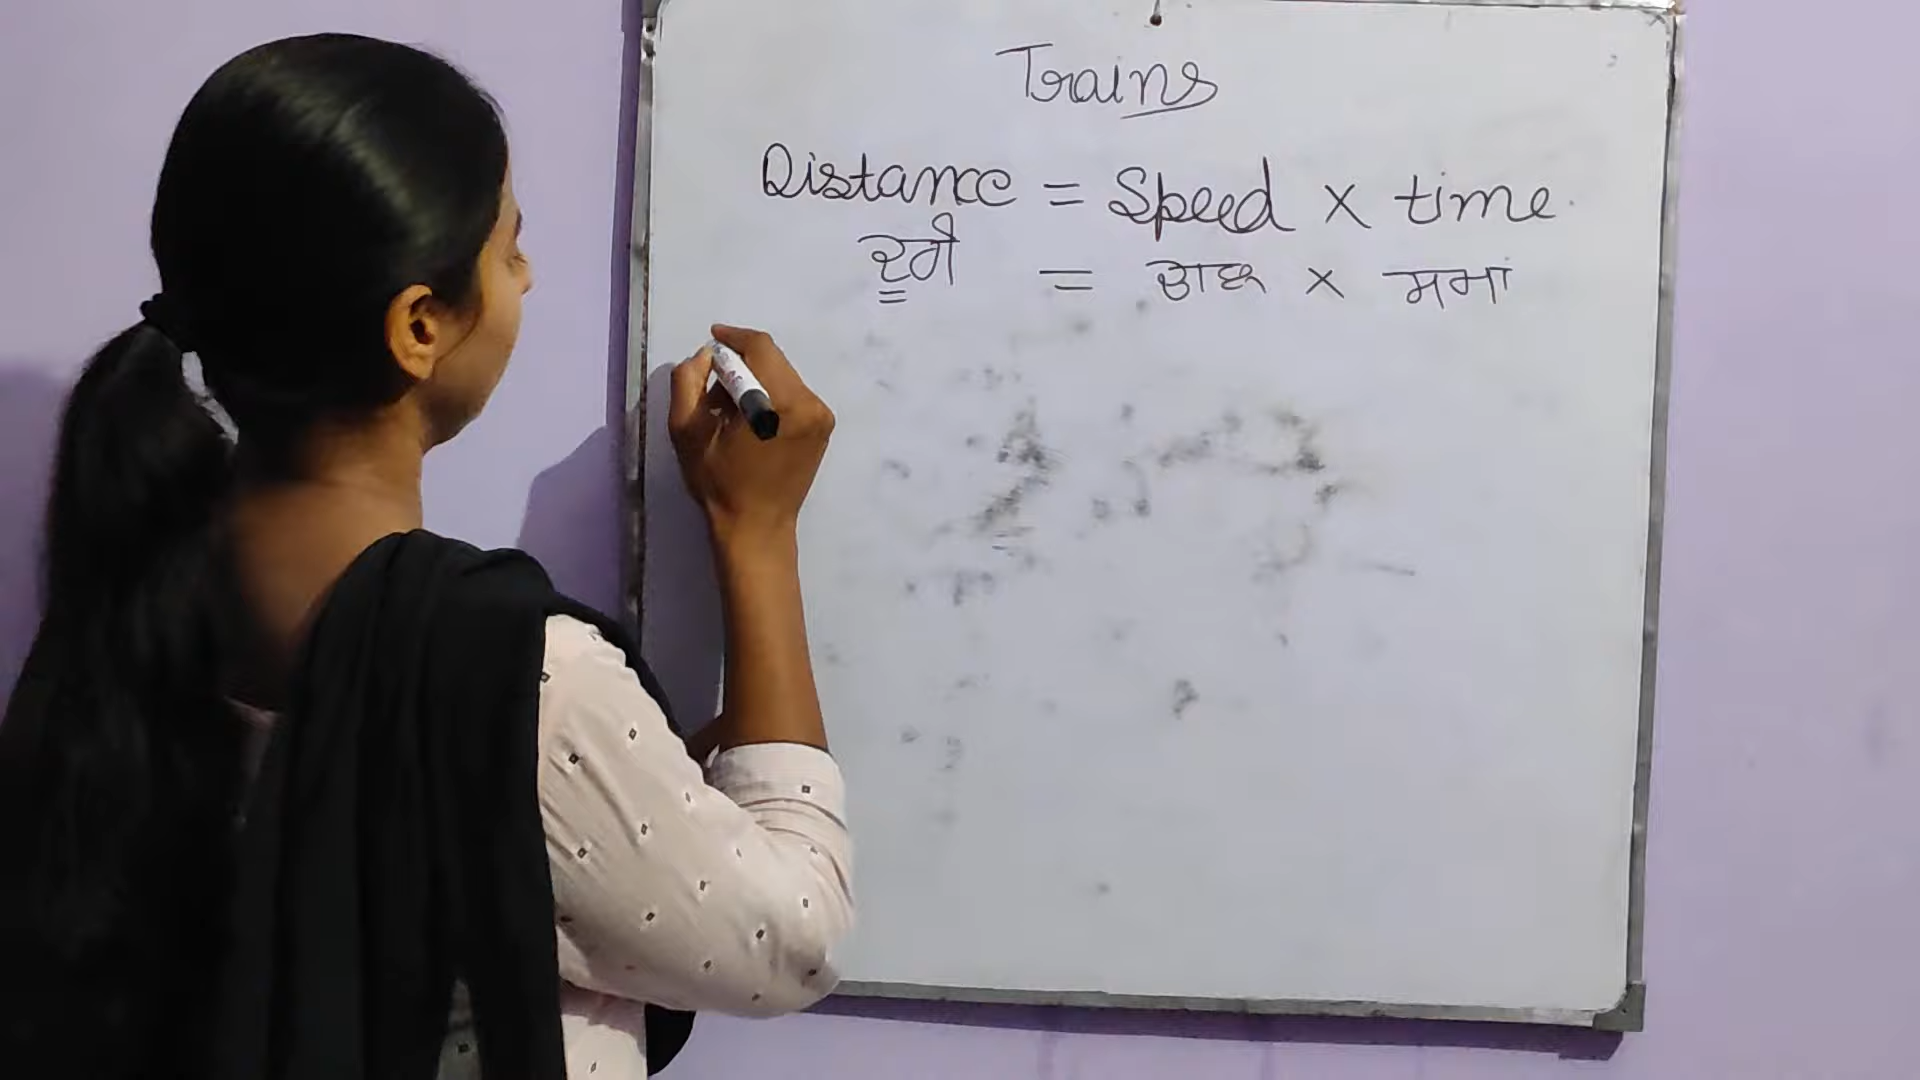 Trains
Distance = Speed × time.
ਦੂਰੀ = ਚਾਲ × ਸਮਾਂ